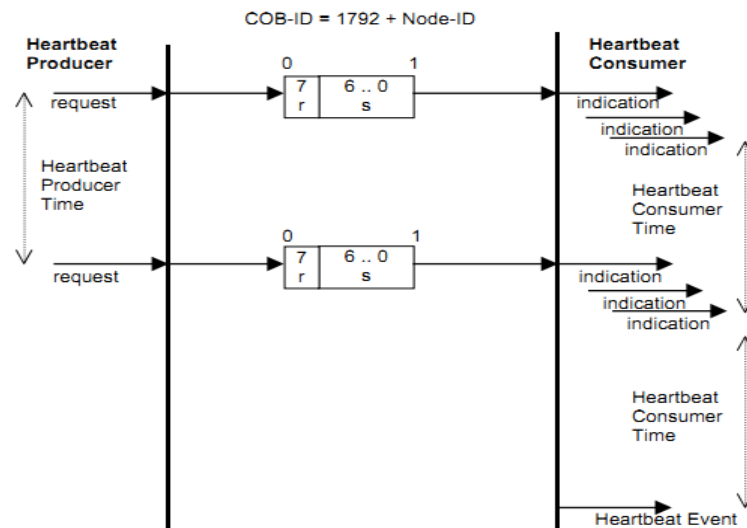 COB-ID = 1792 + Node-ID
Heartbeat
Producer
Heartbeat
Consumer
0 1
7 6 .. 0
r s
request
indication
indication
indication
Heartbeat
Producer
Time
Heartbeat
Consumer
Time
0 1
7 6 .. 0
r s
request
indication
indication
indication
Heartbeat
Consumer
Time
Heartbeat Event